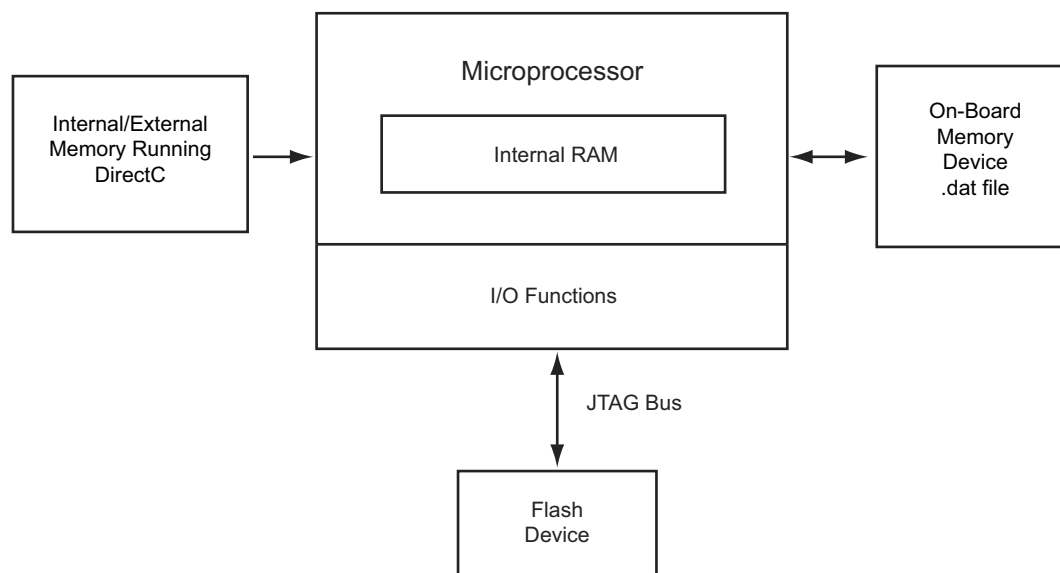 Microprocessor
Internal RAM
I/O Functions
Internal/External
Memory Running
DirectC
On-Board
Memory
Device
.dat file
JTAG Bus
Flash
Device